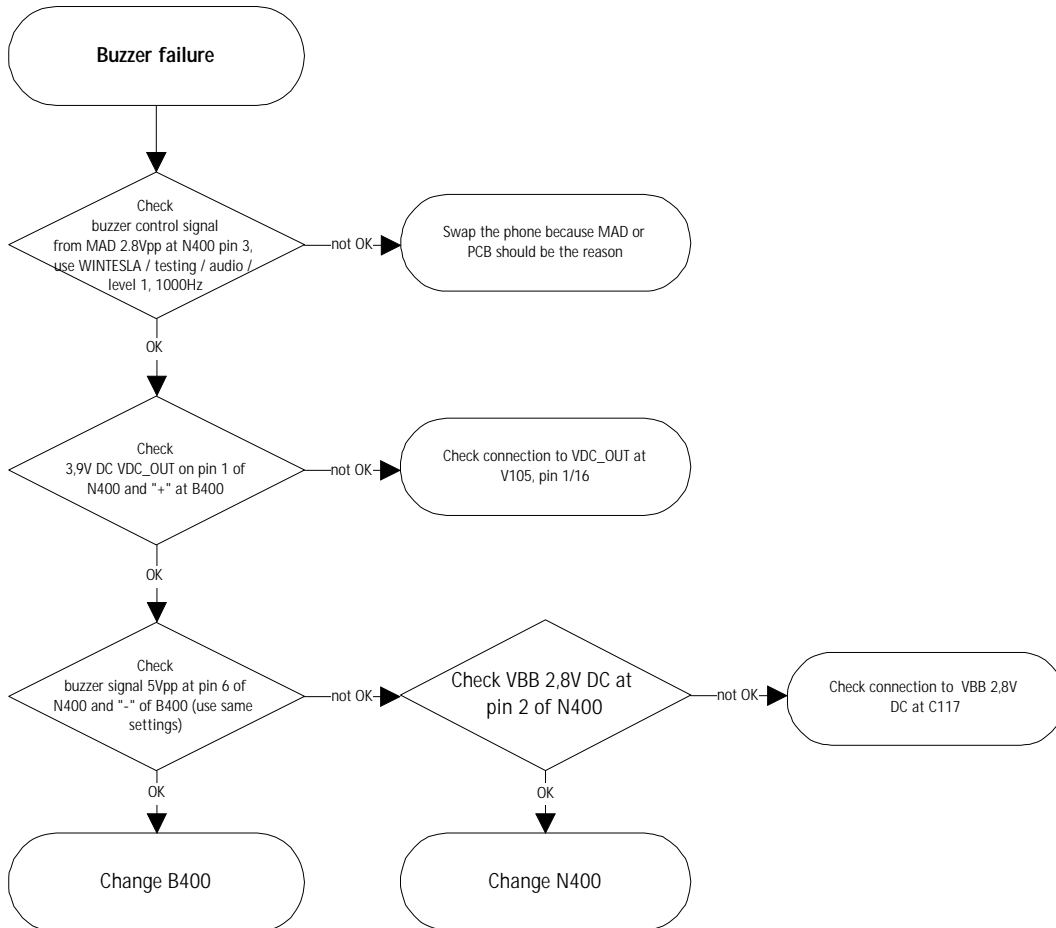 Buzzer failure
Check
buzzer control signal
from MAD 2.8Vpp at N400 pin 3,
use WINTESLA / testing / audio /
level 1, 1000Hz
not OK
Swap the phone because MAD or
PCB should be the reason
OK
Check
3,9V DC VDC_OUT on pin 1 of
N400 and "+" at B400
not OK
Check connection to VDC_OUT at
V105, pin 1/16
OK
Check
buzzer signal 5Vpp at pin 6 of
N400 and "-" of B400 (use same
settings)
not OK
Check VBB 2,8V DC at
pin 2 of N400
not OK
Check connection to VBB 2,8V
DC at C117
OK
OK
Change B400
Change N400